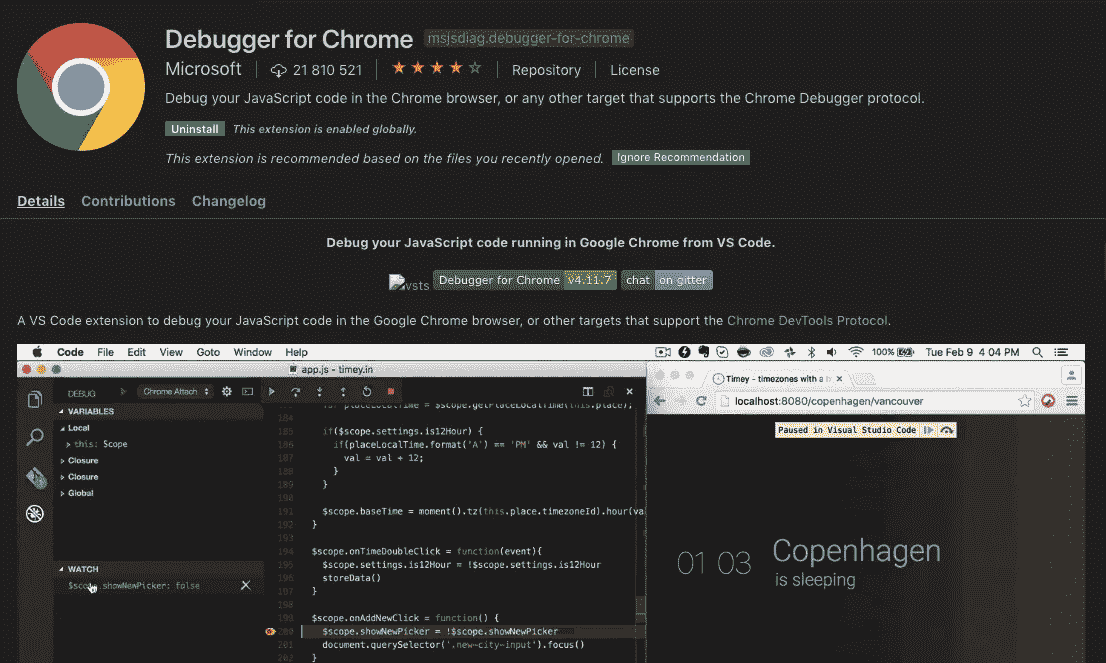 Debugger for Chrome msjsdiag.debugger-for-chrome
Microsoft 21 810 521 Repository License
Debug your JavaScript code in the Chrome browser, or any other target that supports the Chrome Debugger protocol.
Uninstall This extension is enabled globally.
This extension is recommended based on the files you recently opened. Ignore Recommendation
Details Contributions Changelog
Debug your JavaScript code running in Google Chrome from VS Code.
vsts Debugger for Chrome v4.11.7 chat on gitter
A VS Code extension to debug your JavaScript code in the Google Chrome browser, or other targets that support the Chrome DevTools Protocol.
Code File Edit View Goto Window Help 100% Tue Feb 9 4:04 PM
app.js - timey.in
DEBUG Chrome Attach
VARIABLES
Local
this: Scope
Closure
Closure
Global
WATCH
$scope.showNewPicker: false
184
185 if($scope.settings.is12Hour) {
186 if(placeLocalTime.format('A') == 'PM' && val != 12) {
187 val = val + 12;
188 }
189 }
190
191 $scope.baseTime = moment().tz(this.place.timezoneId).hour(va
192 }
193
194 $scope.onTimeDoubleClick = function(event){
195 $scope.settings.is12Hour = !$scope.settings.is12Hour
196 storeData()
197 }
198
199 $scope.onAddNewClick = function() {
200 $scope.showNewPicker = !$scope.showNewPicker
201 document.querySelector('.new-city-input').focus()
202 }
Timey - timezones with a
localhost:8080/copenhagen/vancouver
Paused in Visual Studio Code
01 03 Copenhagen
is sleeping